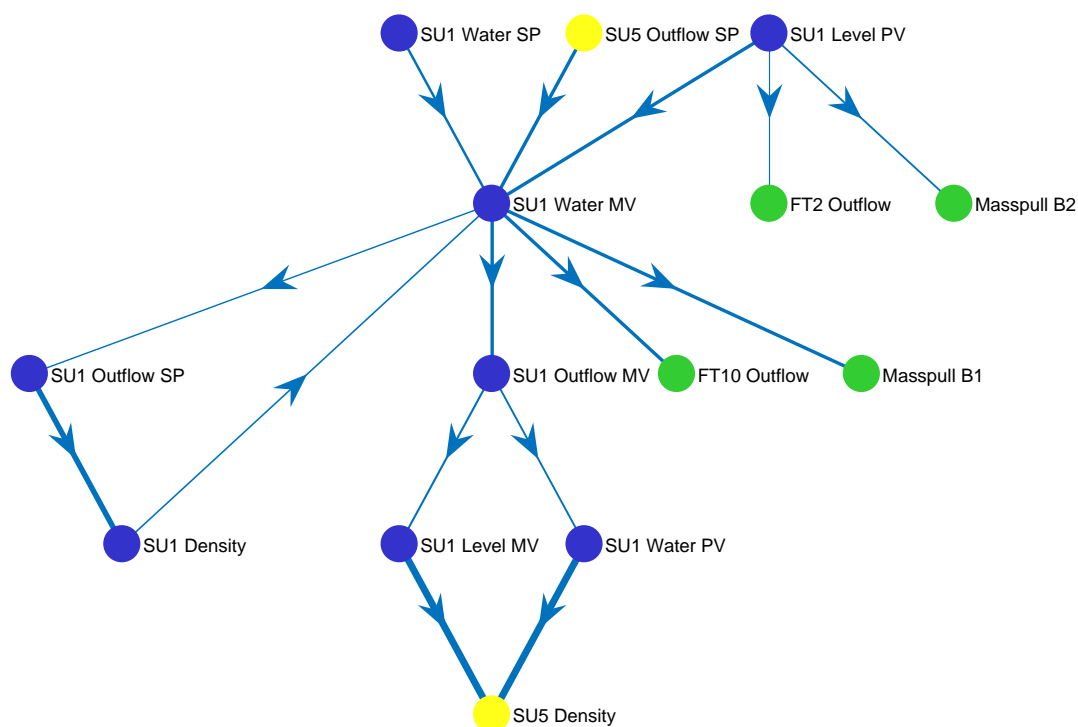 SU1 Water SP
SU5 Outflow SP
SU1 Level PV
SU1 Water MV
FT2 Outflow
Masspull B2
SU1 Outflow SP
SU1 Outflow MV
FT10 Outflow
Masspull B1
SU1 Density
SU1 Level MV
SU1 Water PV
SU5 Density